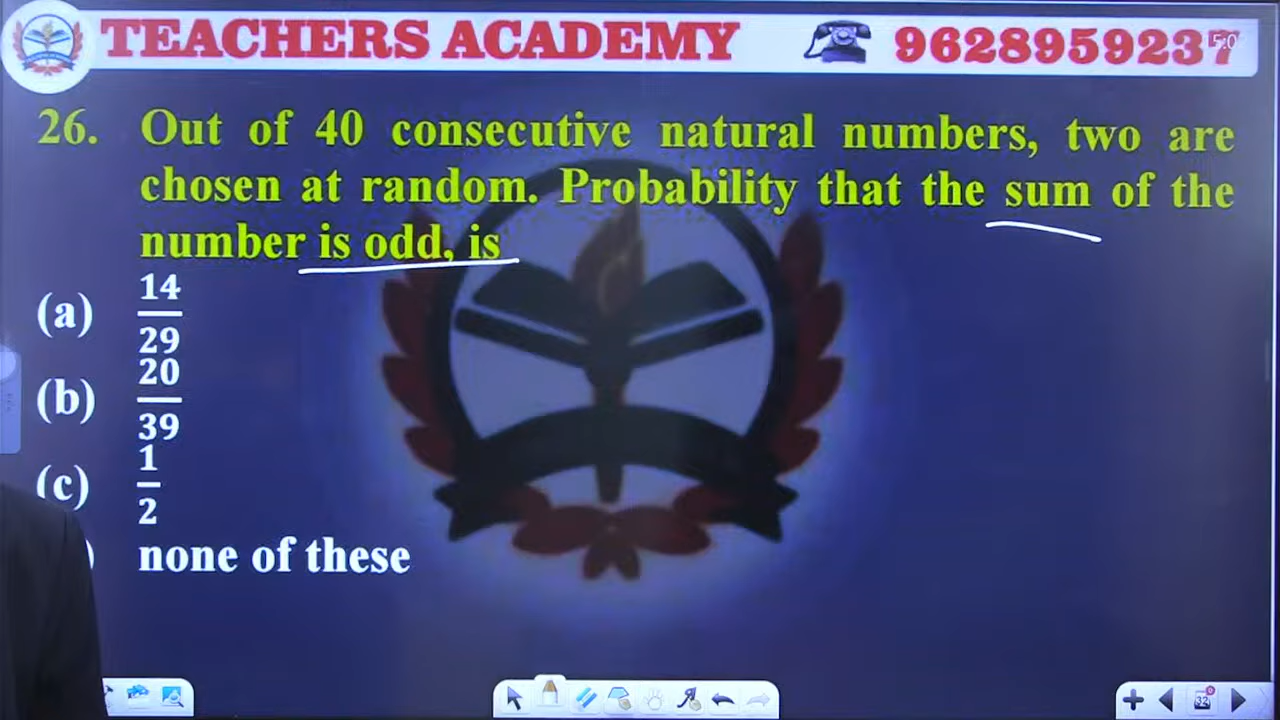 TEACHERS ACADEMY 9628959237
26. Out of 40 consecutive natural numbers, two are
chosen at random. Probability that the sum of the
number is odd, is
(a) 14/29
(b) 20/39
(c) 1/2
) none of these